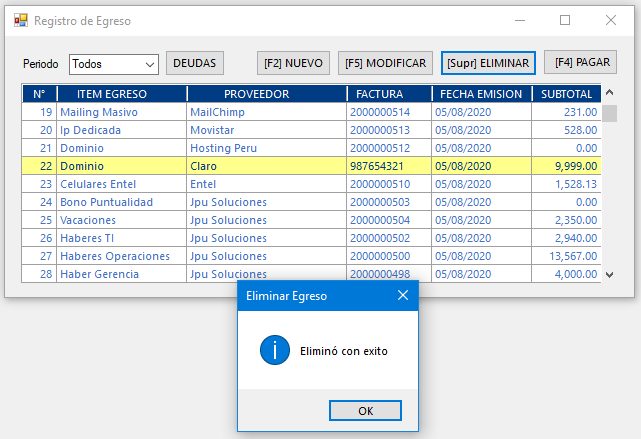 Registro de Egreso
Periodo Todos DEUDAS [F2] NUEVO [F5] MODIFICAR [Supr] ELIMINAR [F4] PAGAR
N° ITEM EGRESO PROVEEDOR FACTURA FECHA EMISION SUBTOTAL
19 Mailing Masivo MailChimp 2000000514 05/08/2020 231.00
20 Ip Dedicada Movistar 2000000513 05/08/2020 528.00
21 Dominio Hosting Peru 2000000512 05/08/2020 0.00
22 Dominio Claro 987654321 05/08/2020 9,999.00
23 Celulares Entel Entel 2000000510 05/08/2020 1,528.13
24 Bono Puntualidad Jpu Soluciones 2000000503 05/08/2020 0.00
25 Vacaciones Jpu Soluciones 2000000504 05/08/2020 2,350.00
26 Haberes TI Jpu Soluciones 2000000502 05/08/2020 2,940.00
27 Haberes Operaciones Jpu Soluciones 2000000500 05/08/2020 13,567.00
28 Haber Gerencia Jpu Soluciones 2000000498 05/08/2020 4,000.00
Eliminar Egreso
Eliminó con exito
OK